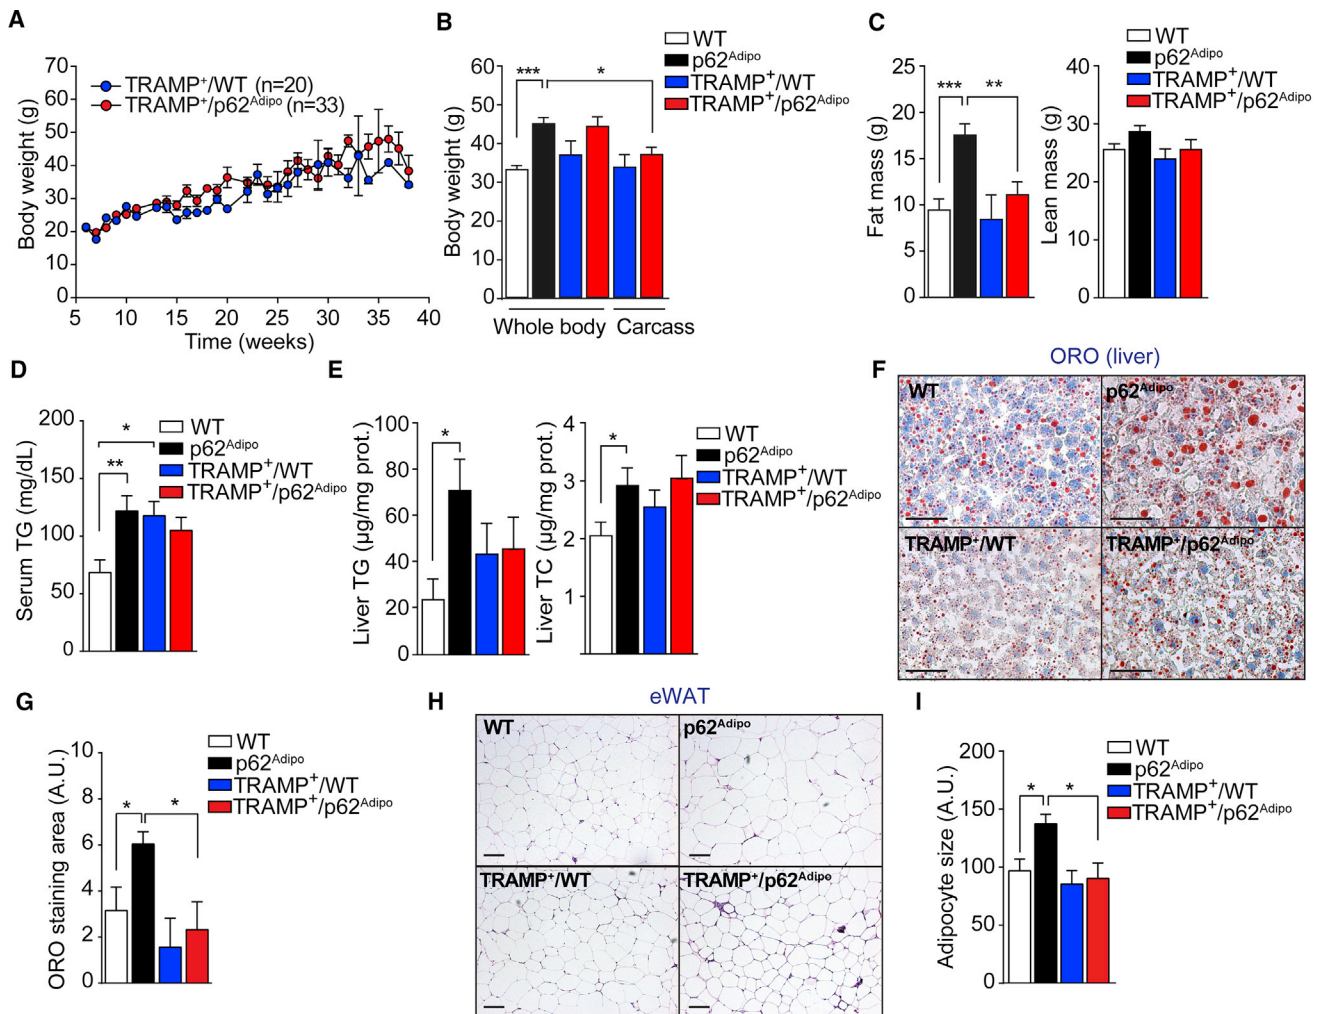 A
Body weight (g)
70
60
50
40
30
20
10
0
5
10
15
20
25
30
35
40
Time (weeks)
TRAMP⁺/WT (n=20)
TRAMP⁺/p62ᴬᵈⁱᵖᵒ (n=33)
B
WT
p62ᴬᵈⁱᵖᵒ
TRAMP⁺/WT
TRAMP⁺/p62ᴬᵈⁱᵖᵒ
Body weight (g)
60
50
40
30
20
10
0
***
*
Whole body
Carcass
C
WT
p62ᴬᵈⁱᵖᵒ
TRAMP⁺/WT
TRAMP⁺/p62ᴬᵈⁱᵖᵒ
Fat mass (g)
25
20
15
10
5
0
***
**
Lean mass (g)
40
30
20
10
0
D
Serum TG (mg/dL)
200
150
100
50
0
*
**
WT
p62ᴬᵈⁱᵖᵒ
TRAMP⁺/WT
TRAMP⁺/p62ᴬᵈⁱᵖᵒ
E
Liver TG (µg/mg prot.)
100
80
60
40
20
0
*
Liver TC (µg/mg prot.)
4
3
2
1
*
WT
p62ᴬᵈⁱᵖᵒ
TRAMP⁺/WT
TRAMP⁺/p62ᴬᵈⁱᵖᵒ
F
ORO (liver)
WT
p62ᴬᵈⁱᵖᵒ
TRAMP⁺/WT
TRAMP⁺/p62ᴬᵈⁱᵖᵒ
G
ORO staining area (A.U.)
10
8
6
4
2
0
*
*
WT
p62ᴬᵈⁱᵖᵒ
TRAMP⁺/WT
TRAMP⁺/p62ᴬᵈⁱᵖᵒ
H
eWAT
WT
p62ᴬᵈⁱᵖᵒ
TRAMP⁺/WT
TRAMP⁺/p62ᴬᵈⁱᵖᵒ
I
Adipocyte size (A.U.)
200
150
100
50
0
*
*
WT
p62ᴬᵈⁱᵖᵒ
TRAMP⁺/WT
TRAMP⁺/p62ᴬᵈⁱᵖᵒ